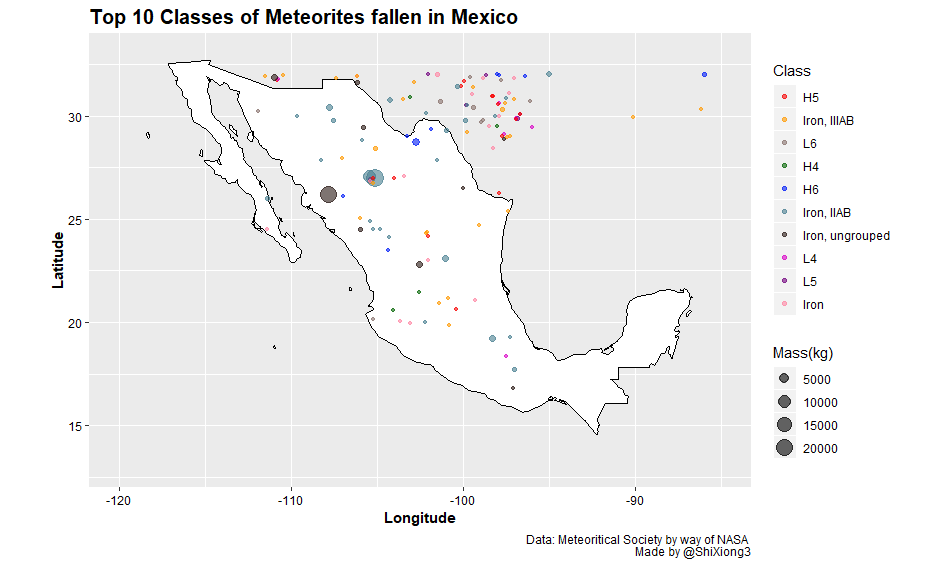 Top 10 Classes of Meteorites fallen in Mexico
Latitude
30
25
20
15
-120
-110
-100
-90
Longitude
Class
H5
Iron, IIIAB
L6
H4
H6
Iron, IIAB
Iron, ungrouped
L4
L5
Iron
Mass(kg)
5000
10000
15000
20000
Data: Meteoritical Society by way of NASA
Made by @ShiXiong3